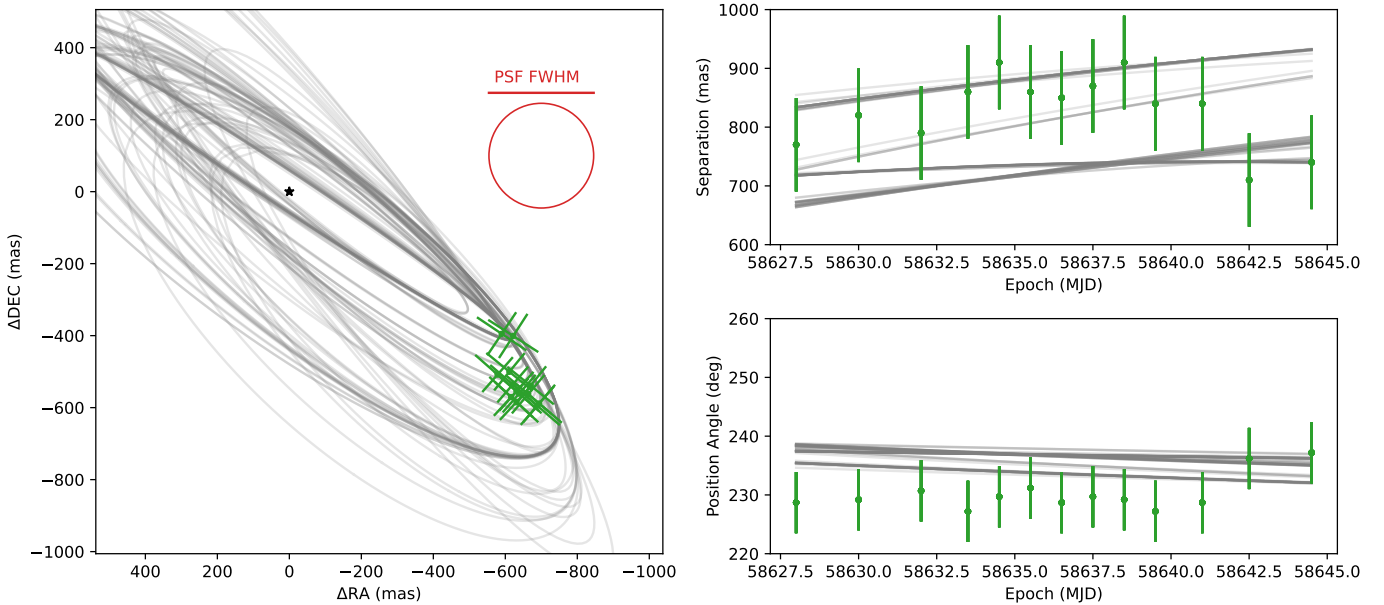 PSF FWHM
ΔDEC (mas)
400
200
0
−200
−400
−600
−800
−1000
400 200 0 −200 −400 −600 −800 −1000
ΔRA (mas)
Separation (mas)
1000
900
800
700
600
58627.5 58630.0 58632.5 58635.0 58637.5 58640.0 58642.5 58645.0
Epoch (MJD)
Position Angle (deg)
260
250
240
230
220
58627.5 58630.0 58632.5 58635.0 58637.5 58640.0 58642.5 58645.0
Epoch (MJD)